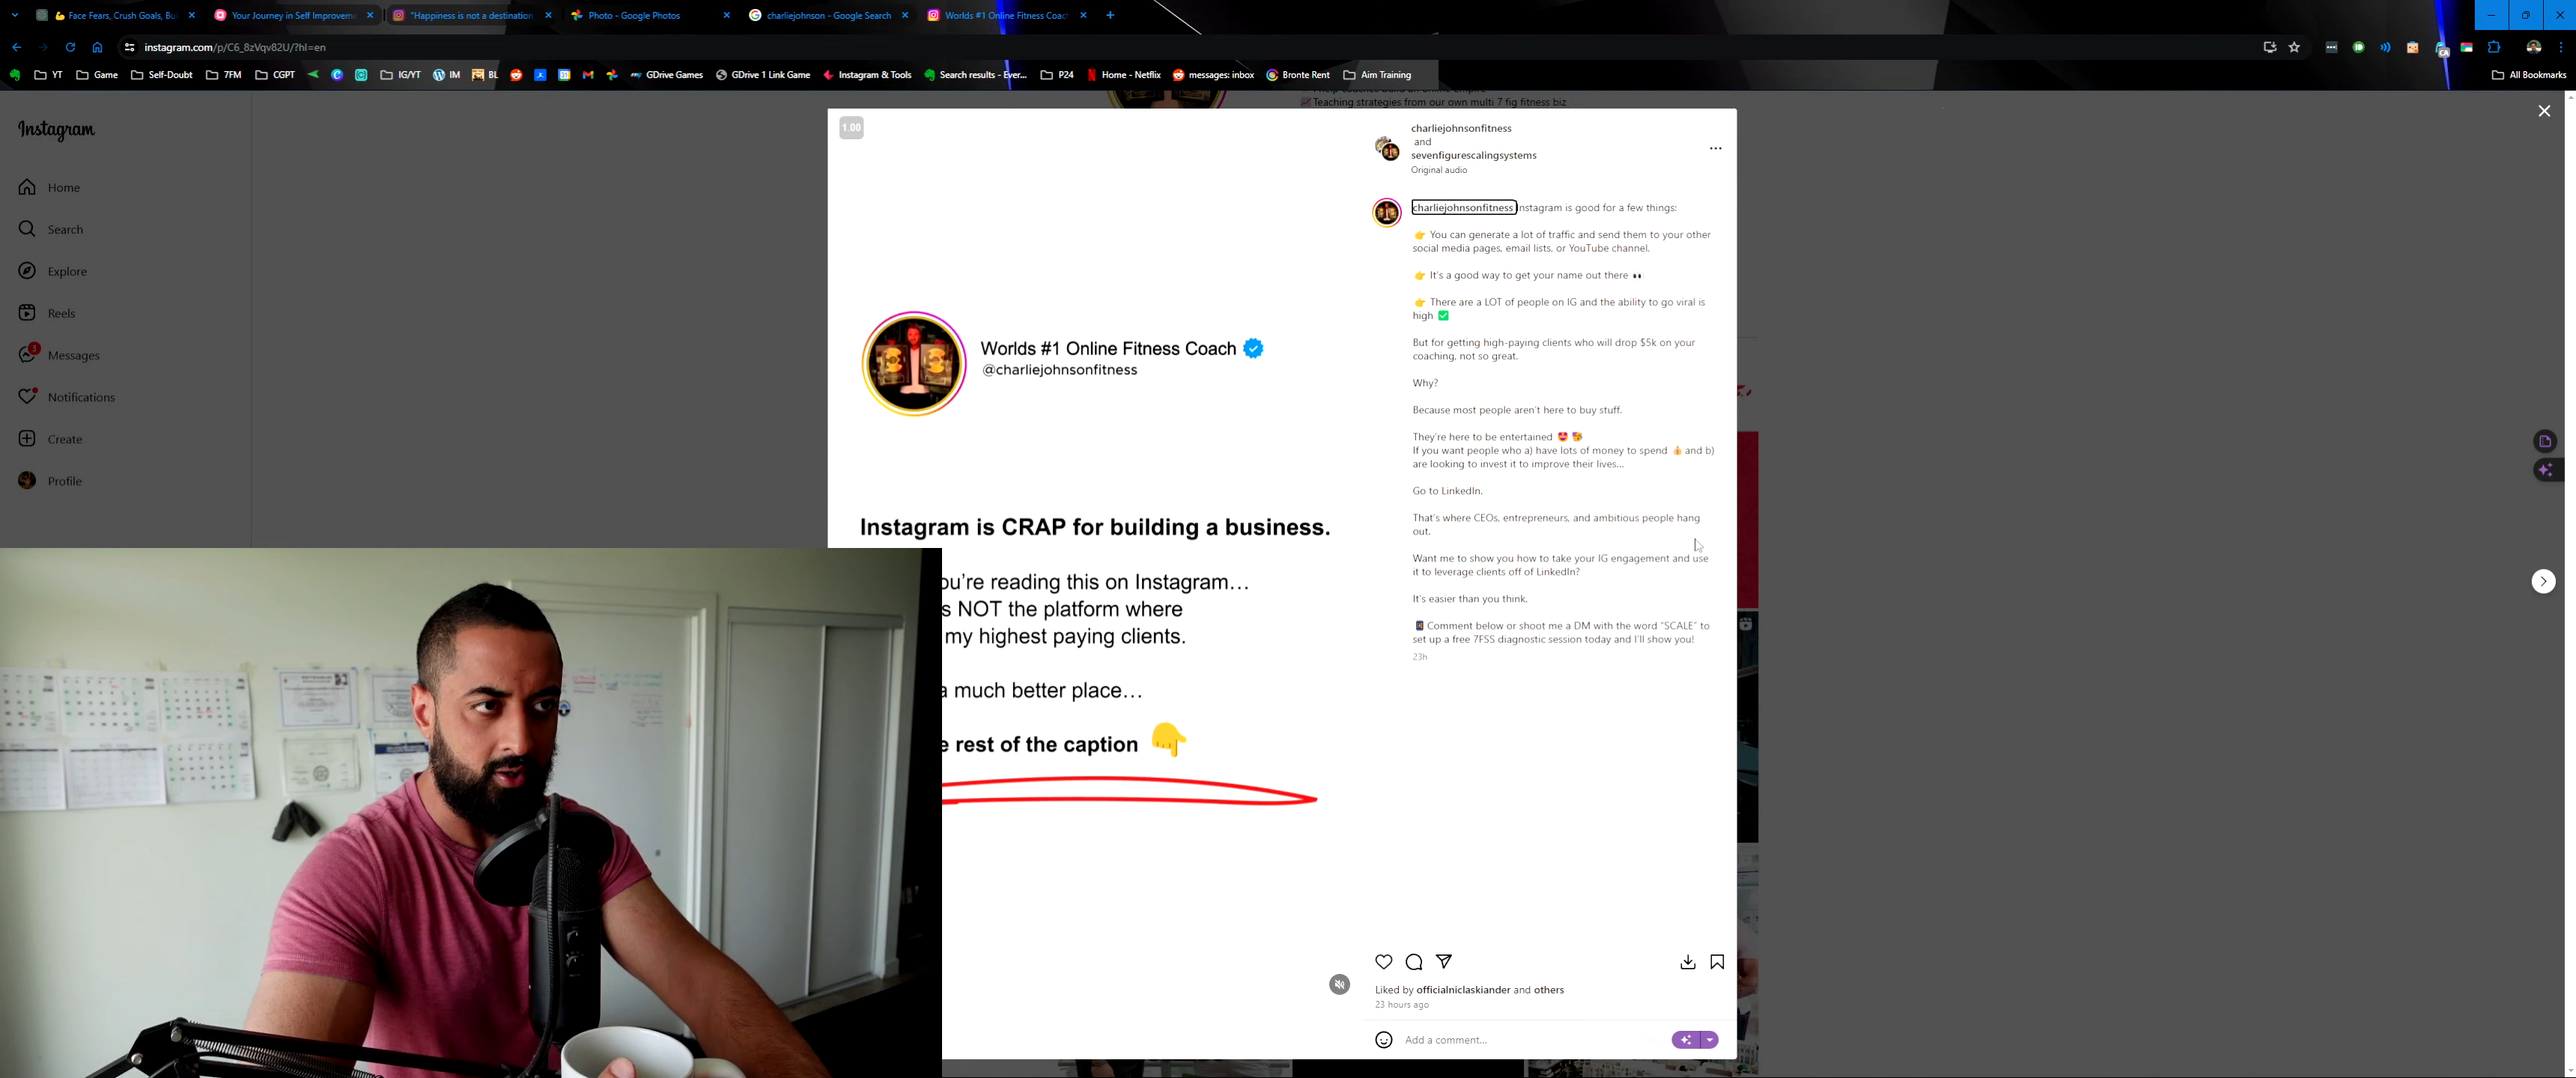 Face Fears, Crush Goals, Bu
Your Journey in Self Improveme
"Happiness is not a destination
Photo - Google Photos
charliejohnson - Google Search
Worlds #1 Online Fitness Coac
instagram.com/p/C6_8zVqv82U/?hl=en
YT
Game
Self-Doubt
7FM
CGPT
IG/YT
IM
BL
GDrive Games
GDrive 1 Link Game
Instagram & Tools
Search results - Ever...
P24
Home - Netflix
messages: inbox
Bronte Rent
Aim Training
All Bookmarks
Teaching strategies from our own multi 7 fig fitness biz
Instagram
Home
Search
Explore
Reels
3
Messages
Notifications
Create
Profile
1.00
Worlds #1 Online Fitness Coach
@charliejohnsonfitness
Instagram is CRAP for building a business.
ou're reading this on Instagram...
s NOT the platform where
my highest paying clients.
a much better place...
e rest of the caption
charliejohnsonfitness
and
sevenfigurescalingsystems
Original audio
charliejohnsonfitness Instagram is good for a few things:
👉 You can generate a lot of traffic and send them to your other
social media pages, email lists, or YouTube channel.
👉 It's a good way to get your name out there 👀
👉 There are a LOT of people on IG and the ability to go viral is
high ✅
But for getting high-paying clients who will drop $5k on your
coaching, not so great.
Why?
Because most people aren't here to buy stuff.
They're here to be entertained 🤩 🥳
If you want people who a) have lots of money to spend 💰 and b)
are looking to invest it to improve their lives...
Go to LinkedIn.
That's where CEOs, entrepreneurs, and ambitious people hang
out.
Want me to show you how to take your IG engagement and use
it to leverage clients off of LinkedIn?
It's easier than you think.
📲 Comment below or shoot me a DM with the word "SCALE" to
set up a free 7FSS diagnostic session today and I'll show you!
23h
Liked by officialniclaskiander and others
23 hours ago
Add a comment...